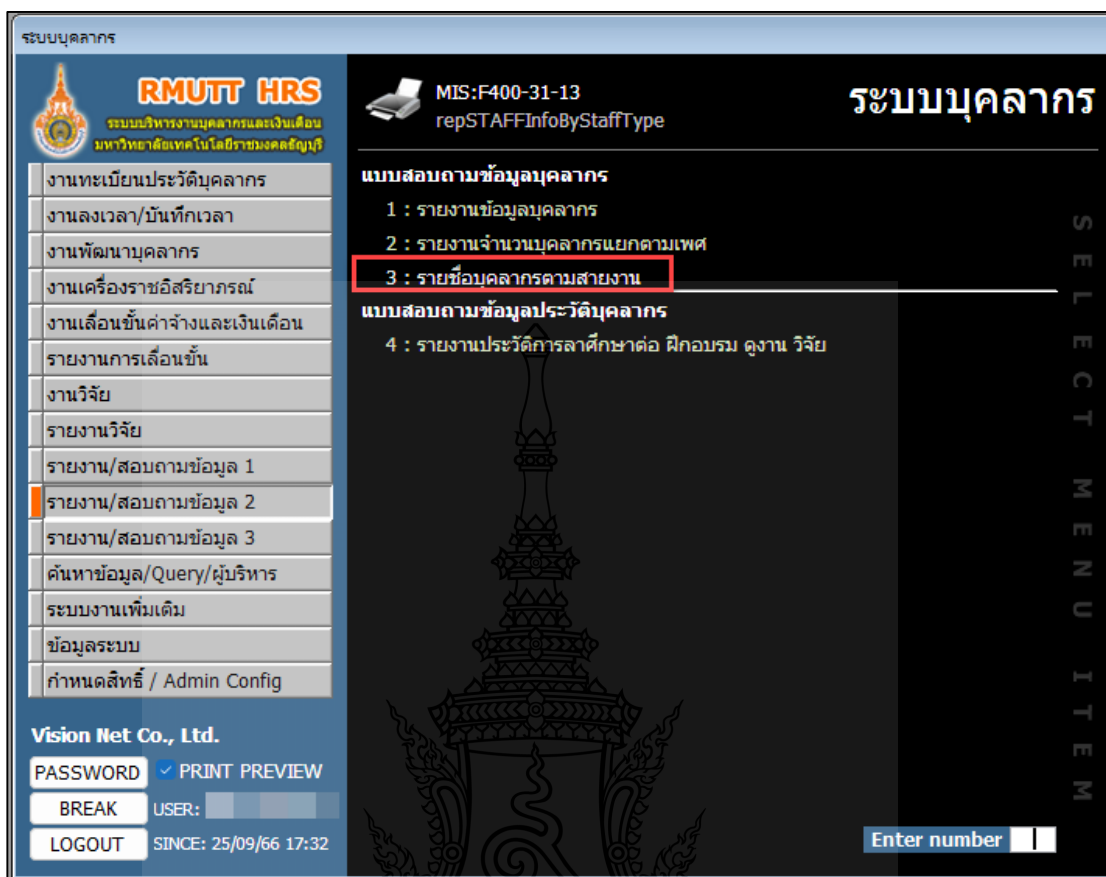 ระบบบุคลากร
RMUTT HRS
ระบบบริหารงานบุคลากรและเงินเดือน
มหาวิทยาลัยเทคโนโลยีราชมงคลธัญบุรี
MIS:F400-31-13
repSTAFFInfoByStaffType
ระบบบุคลากร
งานทะเบียนประวัติบุคลากร
งานลงเวลา/บันทึกเวลา
งานพัฒนาบุคลากร
งานเครื่องราชอิสริยาภรณ์
งานเลื่อนขั้นค่าจ้างและเงินเดือน
รายงานการเลื่อนขั้น
งานวิจัย
รายงานวิจัย
รายงาน/สอบถามข้อมูล 1
รายงาน/สอบถามข้อมูล 2
รายงาน/สอบถามข้อมูล 3
ค้นหาข้อมูล/Query/ผู้บริหาร
ระบบงานเพิ่มเติม
ข้อมูลระบบ
กำหนดสิทธิ์ / Admin Config
แบบสอบถามข้อมูลบุคลากร
1 : รายงานข้อมูลบุคลากร
2 : รายงานจำนวนบุคลากรแยกตามเพศ
3 : รายชื่อบุคลากรตามสายงาน
แบบสอบถามข้อมูลประวัติบุคลากร
4 : รายงานประวัติการลาศึกษาต่อ ฝึกอบรม ดูงาน วิจัย
SELECT MENU ITEM
Vision Net Co., Ltd.
PASSWORD PRINT PREVIEW
BREAK USER:
LOGOUT SINCE: 25/09/66 17:32
Enter number